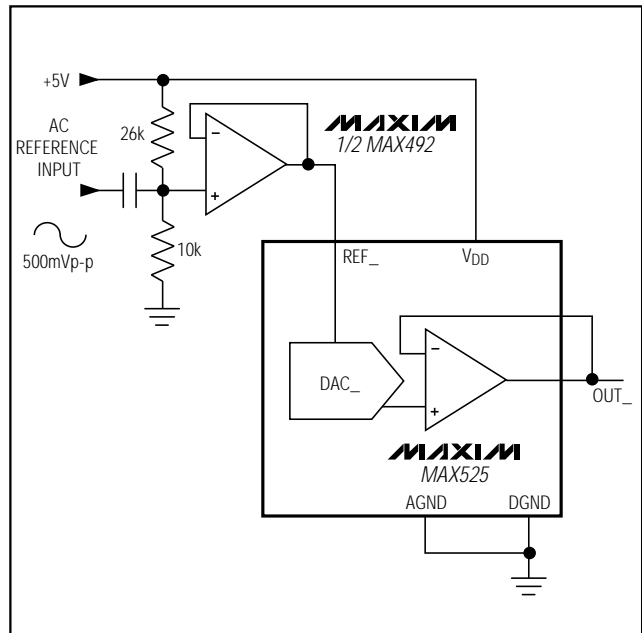 +5V
AC
REFERENCE
INPUT
26k
MAXIM
1/2 MAX492
−
+
10k
500mVp-p
REF_
VDD
DAC_
−
+
OUT_
MAXIM
MAX525
AGND
DGND